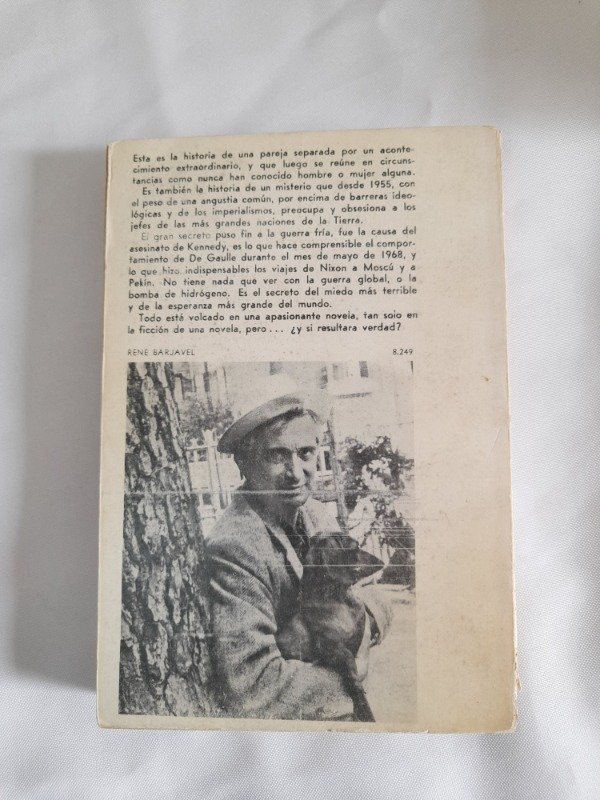 Esta es la historia de una pareja separada por un aconte-
cimiento extraordinario, y que luego se reúne en circuns-
tancias como nunca han conocido hombre o mujer alguna.
Es también la historia de un misterio que desde 1955, con
el peso de una angustia común, por encima de barreras ideo-
lógicas y de los imperialismos, preocupa y obsesiona a los
jefes de las más grandes naciones de la Tierra.
El gran secreto puso fin a la guerra fría, fue la causa del
asesinato de Kennedy, es lo que hace comprensible el compor-
tamiento de De Gaulle durante el mes de mayo de 1968, y
lo que hizo indispensables los viajes de Nixon a Moscú y a
Pekín. No tiene nada que ver con la guerra global, o la
bomba de hidrógeno. Es el secreto del miedo más terrible
y de la esperanza más grande del mundo.
Todo está volcado en una apasionante novela, tan solo en
la ficción de una novela, pero... ¿y si resultara verdad?
RENE BARJAVEL 8.249